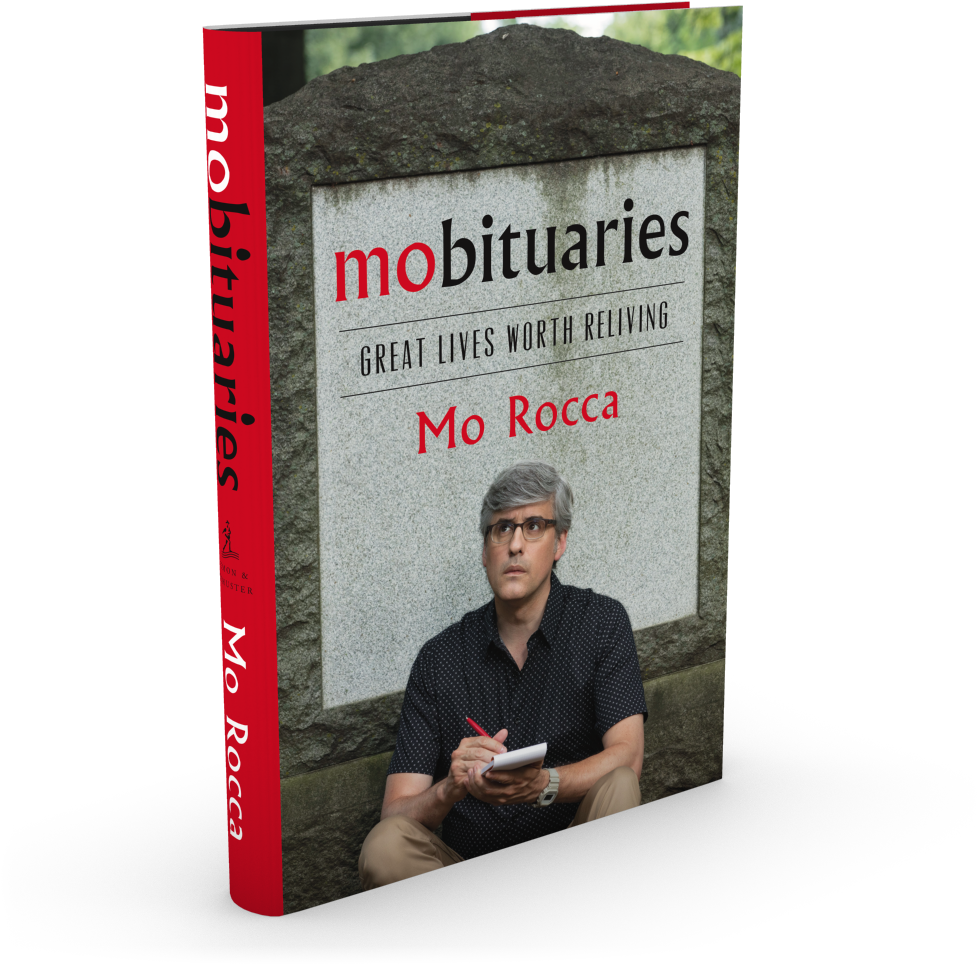 mobituaries
GREAT LIVES WORTH RELIVING
Mo Rocca
mobituaries
Mo Rocca